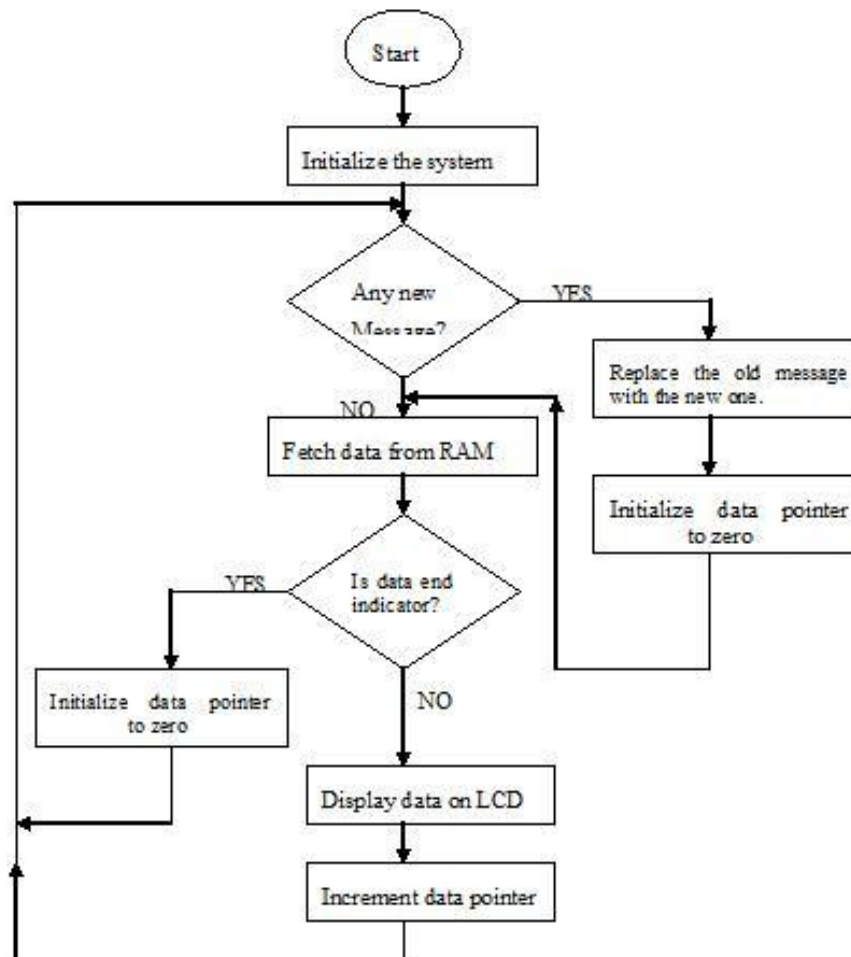 Start
Initialize the system
Any new
Message?
YES
Replace the old message
with the new one.
NO
Fetch data from RAM
Initialize data pointer
to zero
Is data end
indicator?
YES
Initialize data pointer
to zero
NO
Display data on LCD
Increment data pointer